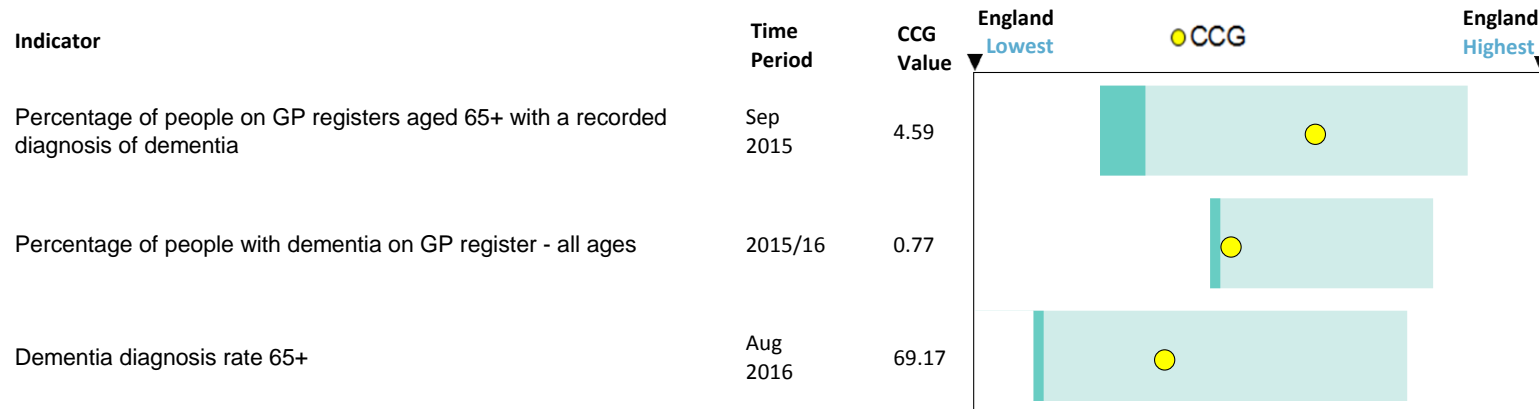 Indicator
Time Period
CCG Value
England Lowest
CCG
England Highest
Percentage of people on GP registers aged 65+ with a recorded
diagnosis of dementia
Sep 2015
4.59
Percentage of people with dementia on GP register - all ages
2015/16
0.77
Dementia diagnosis rate 65+
Aug 2016
69.17